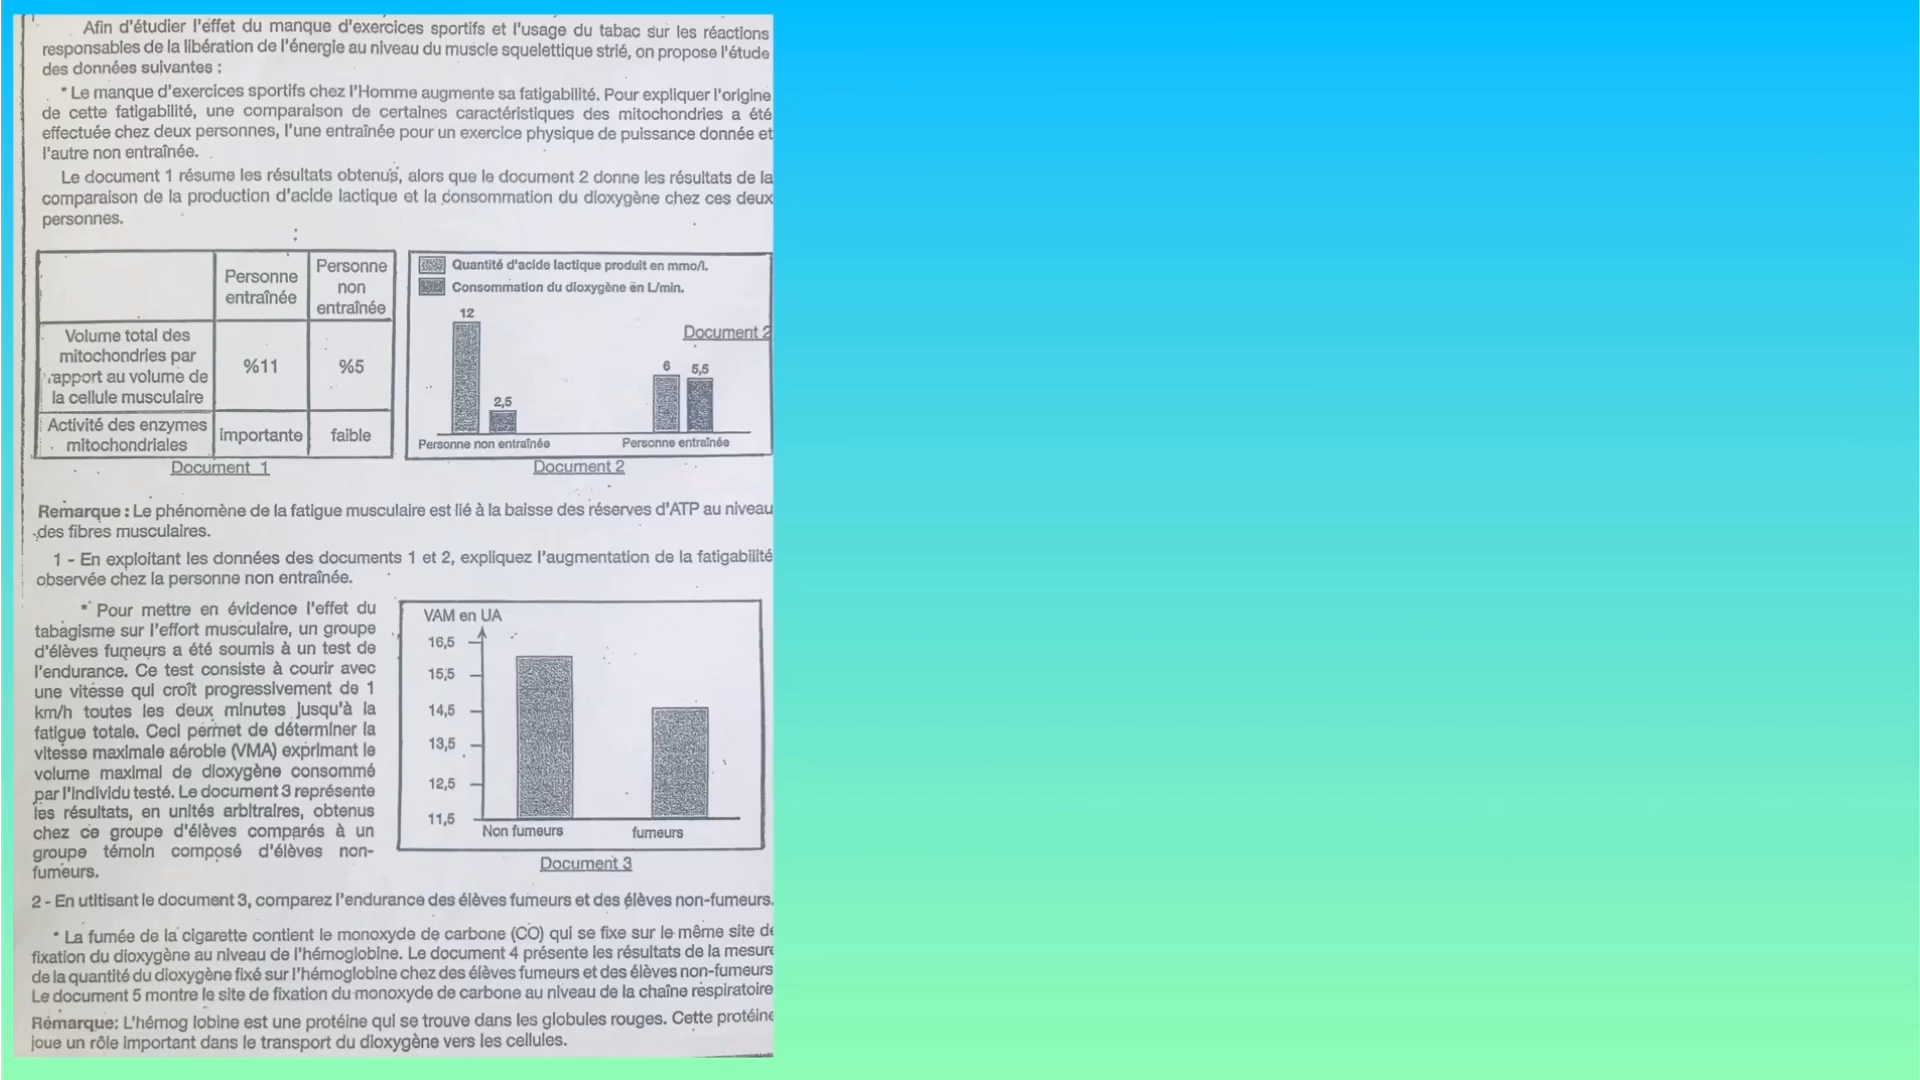 Afin d'étudier l'effet du manque d'exercices sportifs et l'usage du tabac sur les réactions
responsables de la libération de l'énergie au niveau du muscle squelettique strié, on propose l'étude
des données suivantes :
* Le manque d'exercices sportifs chez l'Homme augmente sa fatigabilité. Pour expliquer l'origine
de cette fatigabilité, une comparaison de certaines caractéristiques des mitochondries a été
effectuée chez deux personnes, l'une entraînée pour un exercice physique de puissance donnée et
l'autre non entraînée.
Le document 1 résume les résultats obtenus, alors que le document 2 donne les résultats de la
comparaison de la production d'acide lactique et la consommation du dioxygène chez ces deux
personnes.
:
Personne entraînée
Personne non entraînée
Volume total des
mitochondries par
rapport au volume de
la cellule musculaire
%11
%5
Activité des enzymes
mitochondriales
importante
faible
Document 1
Quantité d'acide lactique produit en mmo/l.
Consommation du dioxygène en L/min.
12
2,5
Document 2
6
5,5
Personne non entraînée
Personne entraînée
Document 2
Remarque : Le phénomène de la fatigue musculaire est lié à la baisse des réserves d'ATP au niveau
des fibres musculaires.
1 - En exploitant les données des documents 1 et 2, expliquez l'augmentation de la fatigabilité
observée chez la personne non entraînée.
* Pour mettre en évidence l'effet du
tabagisme sur l'effort musculaire, un groupe
d'élèves fumeurs a été soumis à un test de
l'endurance. Ce test consiste à courir avec
une vitesse qui croît progressivement de 1
km/h toutes les deux minutes jusqu'à la
fatigue totale. Ceci permet de déterminer la
vitesse maximale aéroble (VMA) exprimant le
volume maximal de dioxygène consommé
par l'individu testé. Le document 3 représente
les résultats, en unités arbitraires, obtenus
chez ce groupe d'élèves comparés à un
groupe témoin composé d'élèves non-
fumeurs.
VAM en UA
16,5
15,5
14,5
13,5
12,5
11,5
Non fumeurs
fumeurs
Document 3
2 - En utitisant le document 3, comparez l'endurance des élèves fumeurs et des élèves non-fumeurs.
* La fumée de la cigarette contient le monoxyde de carbone (CO) qui se fixe sur le même site de
fixation du dioxygène au niveau de l'hémoglobine. Le document 4 présente les résultats de la mesure
de la quantité du dioxygène fixé sur l'hémoglobine chez des élèves fumeurs et des élèves non-fumeurs
Le document 5 montre le site de fixation du monoxyde de carbone au niveau de la chaîne respiratoire
Remarque: L'hémog lobine est une protéine qui se trouve dans les globules rouges. Cette protéine
joue un rôle important dans le transport du dioxygène vers les cellules.